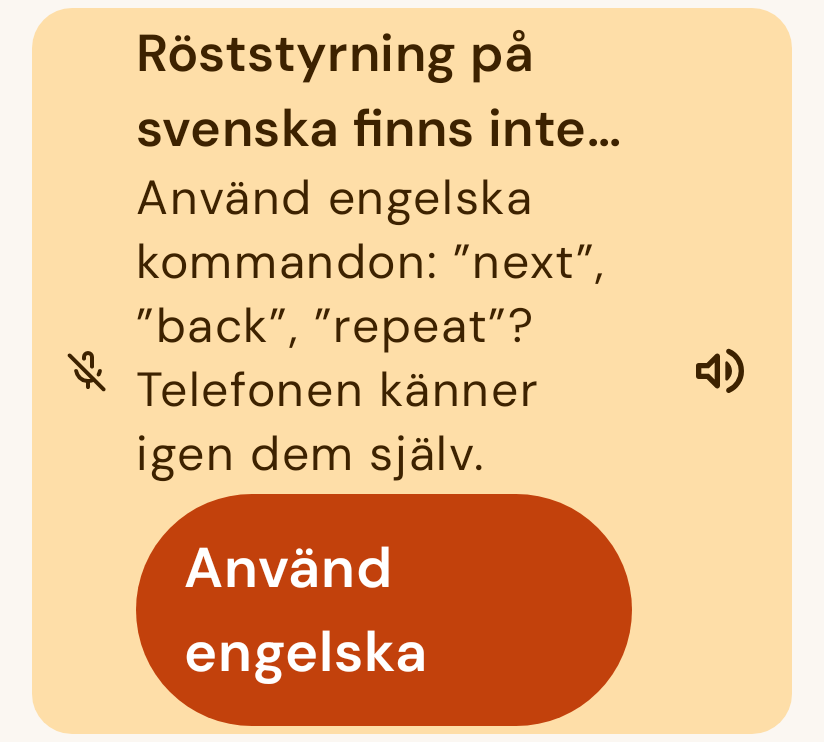 Röststyrning på
svenska finns inte…
Använd engelska
kommandon: ”next”,
”back”, ”repeat”?
Telefonen känner
igen dem själv.
Använd
engelska